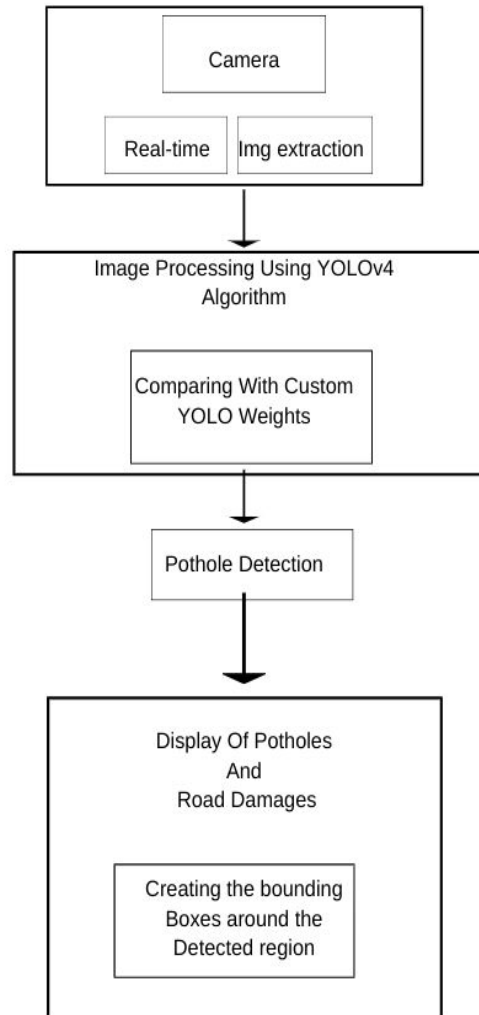 Camera
Real-time
Img extraction
Image Processing Using YOLOv4
Algorithm
Comparing With Custom
YOLO Weights
Pothole Detection
Display Of Potholes
And
Road Damages
Creating the bounding
Boxes around the
Detected region